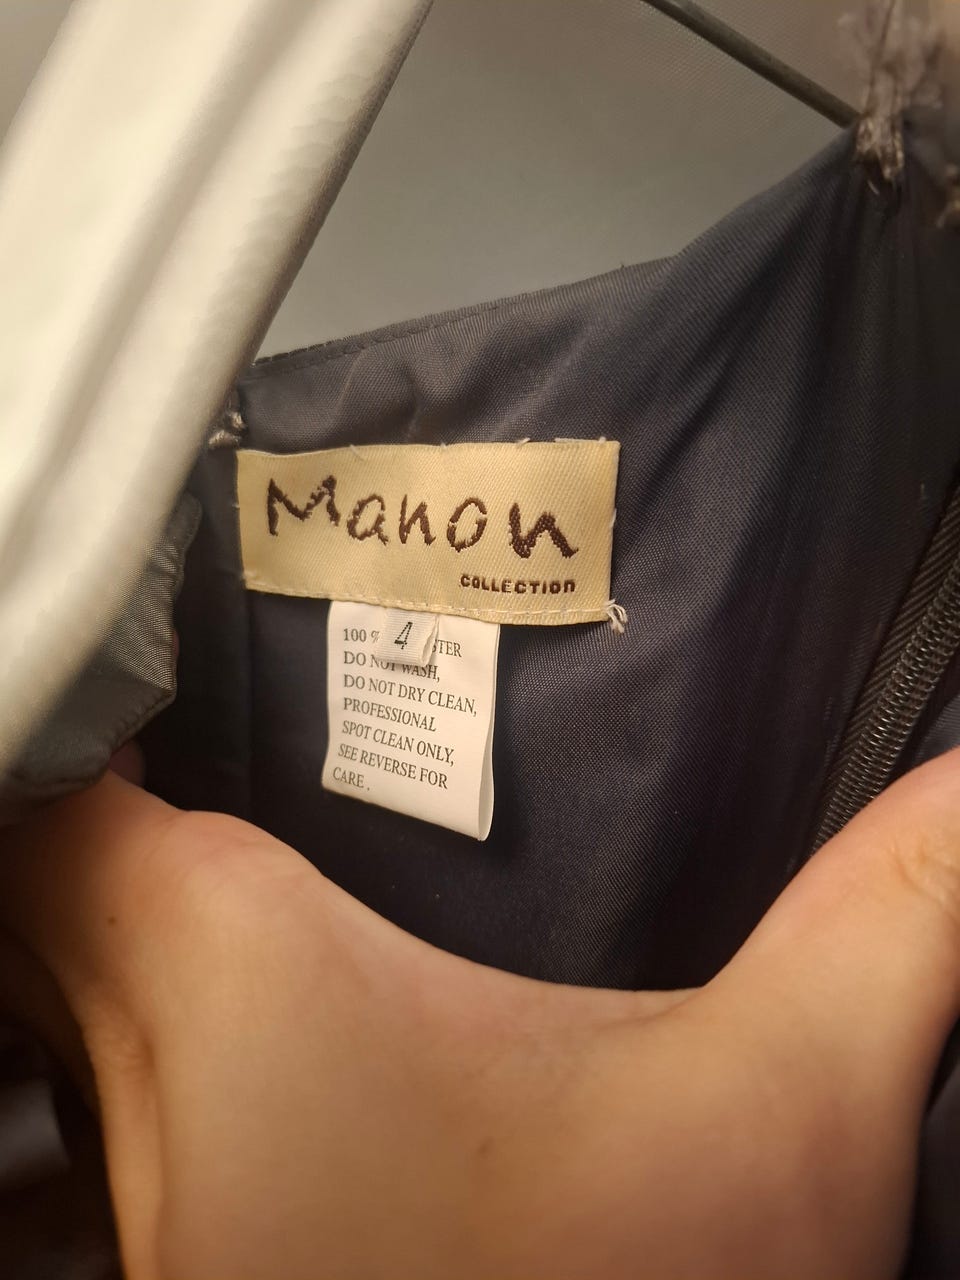 Manon
COLLECTION
4
100 %
DO NOT WASH,
DO NOT DRY CLEAN,
PROFESSIONAL
SPOT CLEAN ONLY,
SEE REVERSE FOR
CARE .